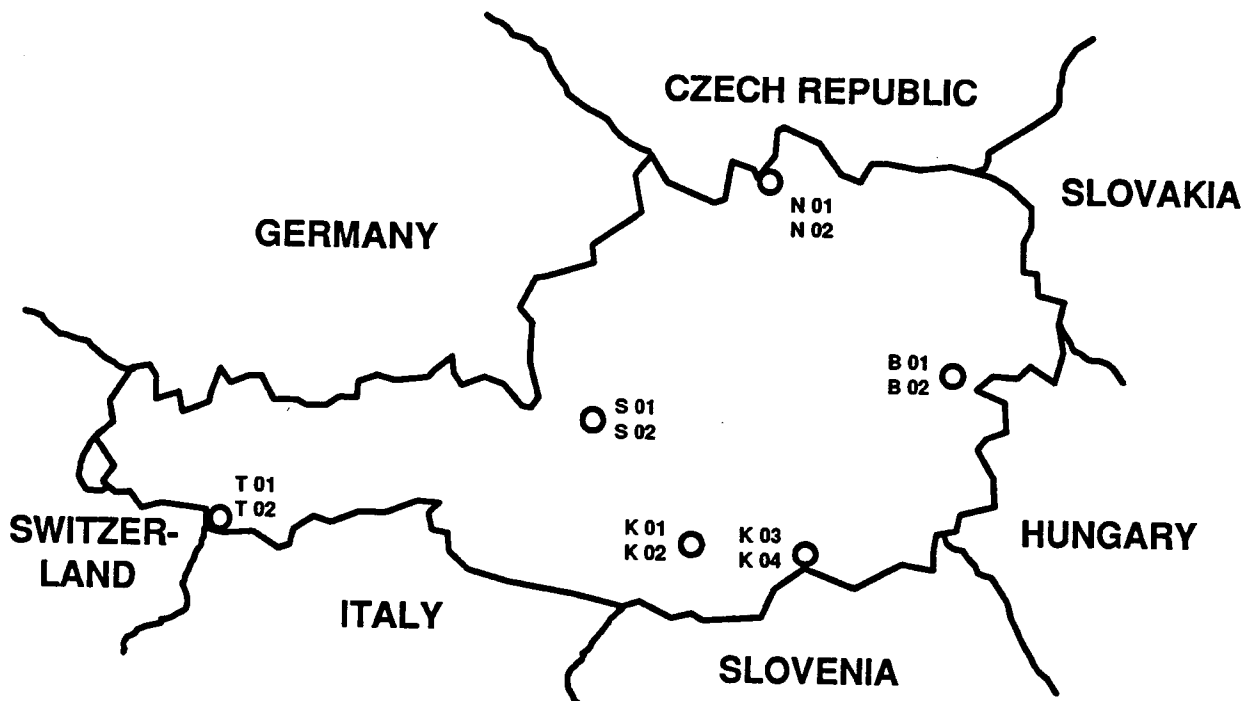 CZECH REPUBLIC
SLOVAKIA
N 01
N 02
GERMANY
B 01
B 02
S 01
S 02
T 01
T 02
SWITZER-
LAND
K 01
K 02
K 03
K 04
HUNGARY
ITALY
SLOVENIA